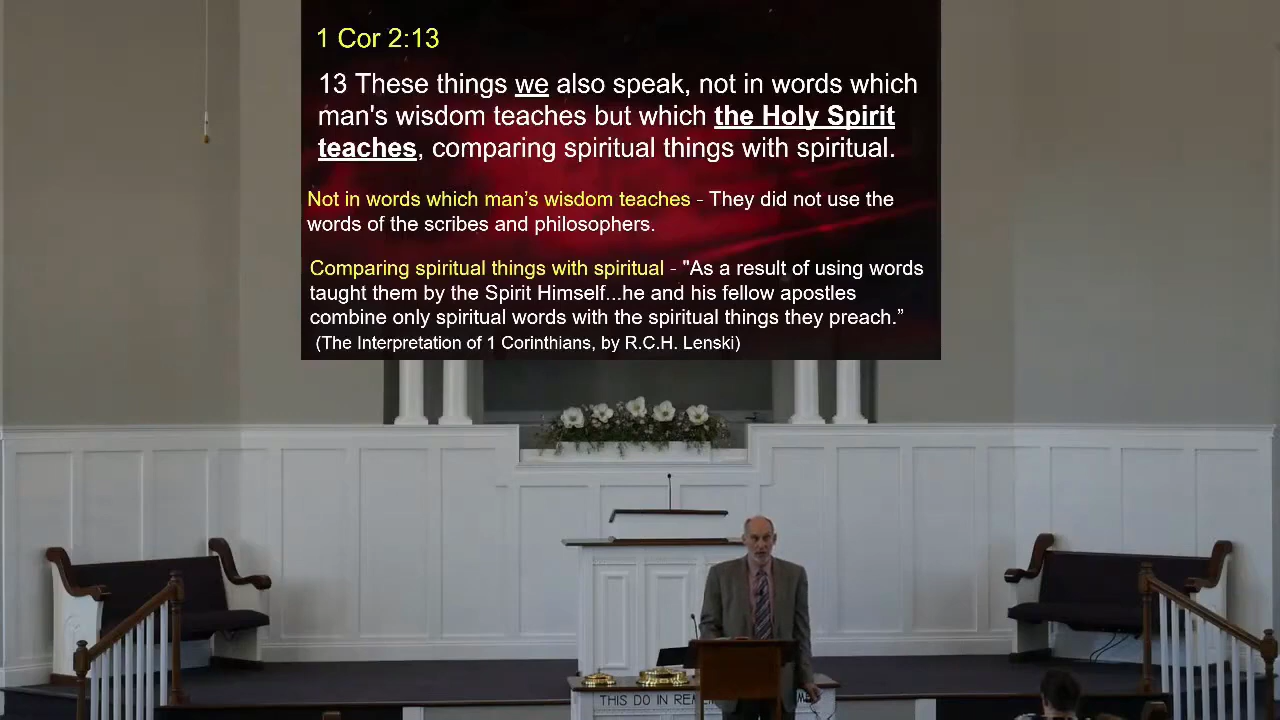 1 Cor 2:13
13 These things we also speak, not in words which
man's wisdom teaches but which the Holy Spirit
teaches, comparing spiritual things with spiritual.
Not in words which man’s wisdom teaches - They did not use the
words of the scribes and philosophers.
Comparing spiritual things with spiritual - "As a result of using words
taught them by the Spirit Himself...he and his fellow apostles
combine only spiritual words with the spiritual things they preach.”
(The Interpretation of 1 Corinthians, by R.C.H. Lenski)
THIS DO IN